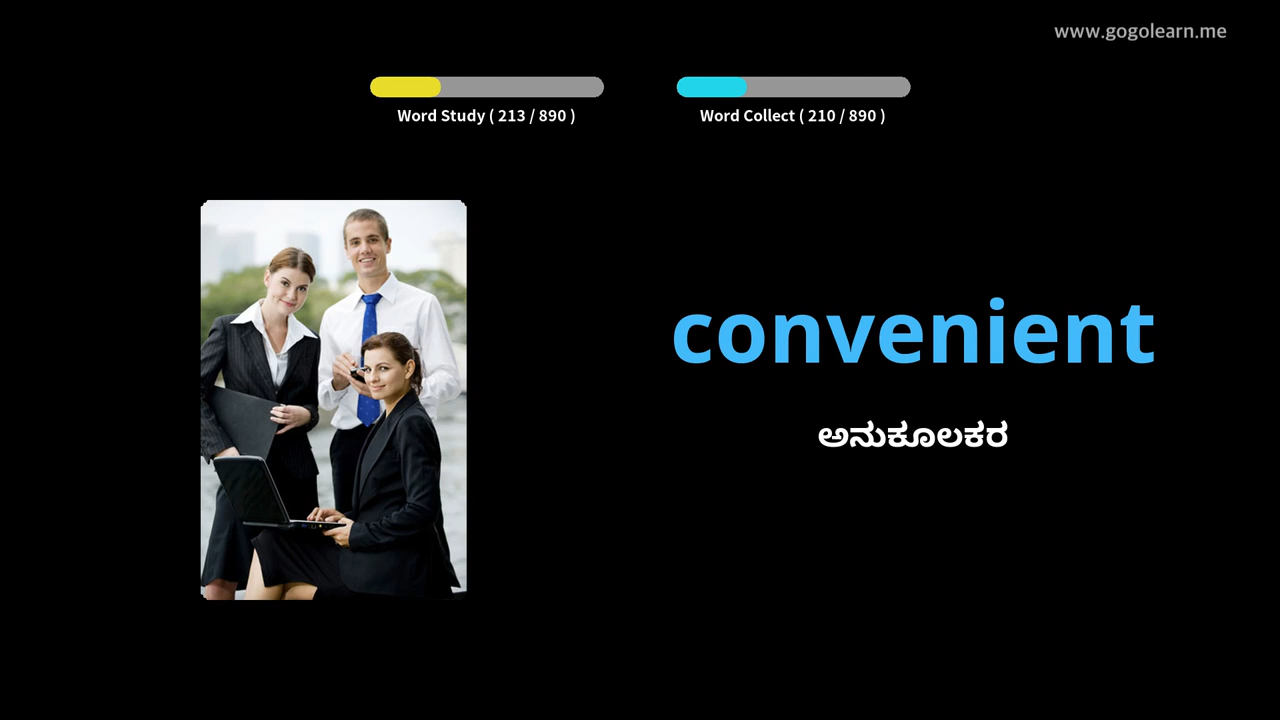 www.gogolearn.me
Word Study ( 213 / 890 )
Word Collect ( 210 / 890 )
convenient
ಅನುಕೂಲಕರ